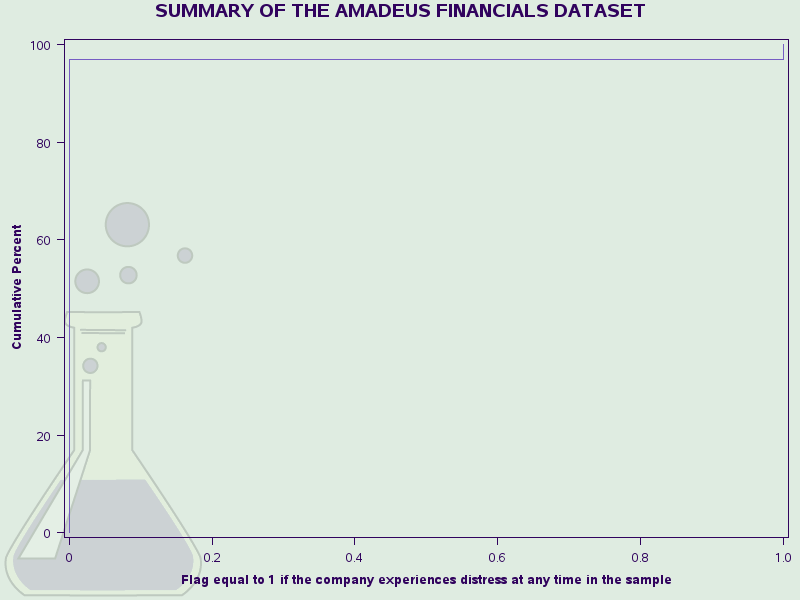 SUMMARY OF THE AMADEUS FINANCIALS DATASET
100
80
60
40
20
0
Cumulative Percent
0 0.2 0.4 0.6 0.8 1.0
Flag equal to 1 if the company experiences distress at any time in the sample